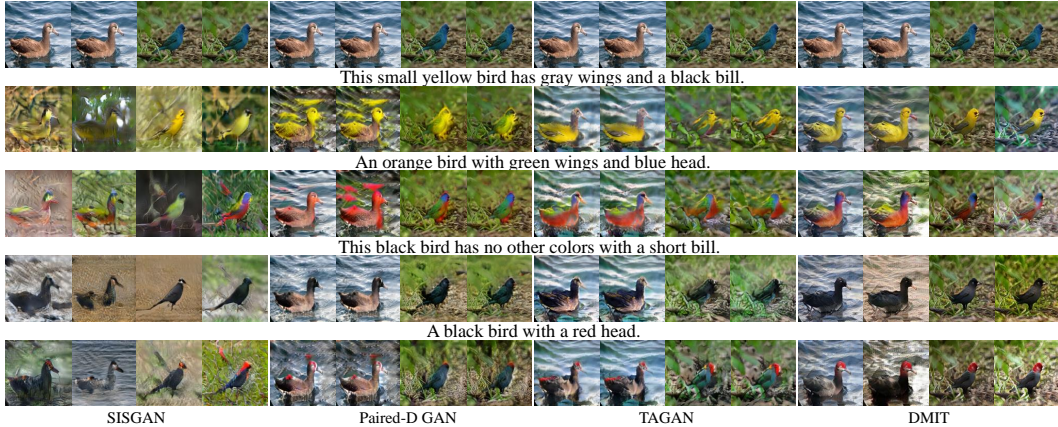 This small yellow bird has gray wings and a black bill.
An orange bird with green wings and blue head.
This black bird has no other colors with a short bill.
A black bird with a red head.
SISGAN Paired-D GAN TAGAN DMIT